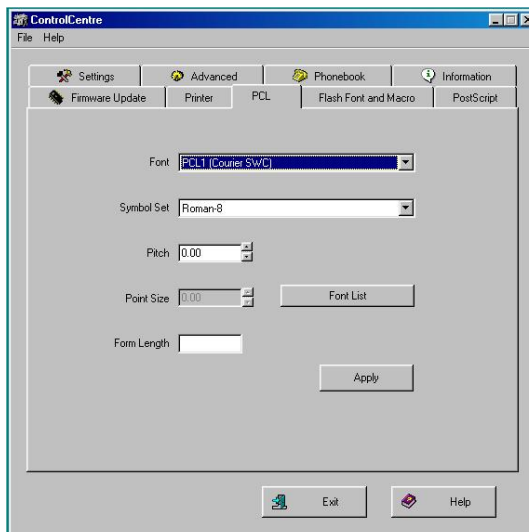 ControlCentre
File Help
Settings Advanced Phonebook Information
Firmware Update Printer PCL Flash Font and Macro PostScript
Font PCL1 (Courier SWC)
Symbol Set Roman-8
Pitch 0.00
Point Size 0.00 Font List
Form Length
Apply
Exit Help